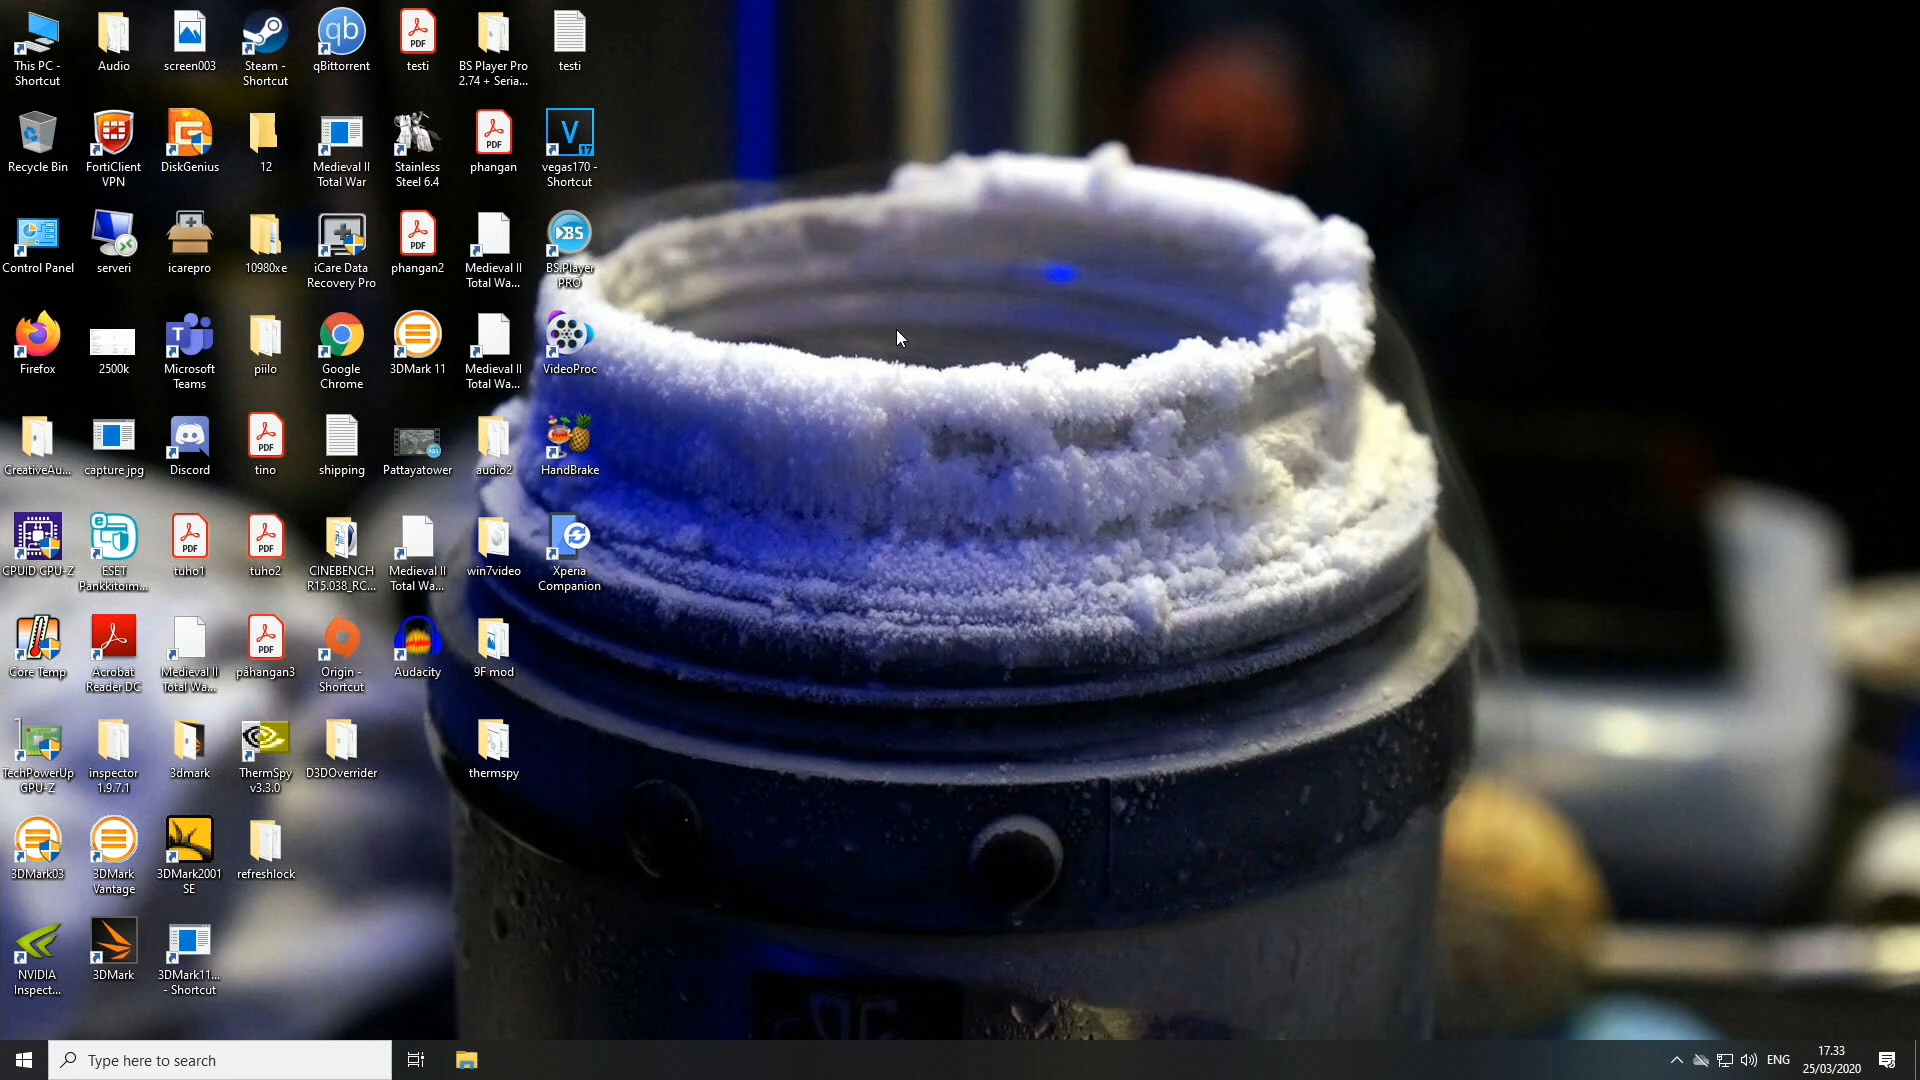 This PC -
Shortcut
Audio
screen003
Steam -
Shortcut
qBittorrent
testi
BS Player Pro
2.74 + Seria...
testi
Recycle Bin
FortiClient
VPN
DiskGenius
12
Medieval II
Total War
Stainless
Steel 6.4
phangan
vegas170 -
Shortcut
Control Panel
serveri
icarepro
10980xe
iCare Data
Recovery Pro
phangan2
Medieval II
Total Wa...
BS.Player
PRO
Firefox
2500k
Microsoft
Teams
piilo
Google
Chrome
3DMark 11
Medieval II
Total Wa...
VideoProc
CreativeAu...
capture.jpg
Discord
tino
shipping
Pattayatower
audio2
HandBrake
CPUID CPU-Z
ESET
Pankkitoim...
tuho1
tuho2
CINEBENCH
R15.038_RC...
Medieval II
Total Wa...
win7video
Xperia
Companion
Core Temp
Acrobat
Reader DC
Medieval II
Total Wa...
påhangan3
Origin -
Shortcut
Audacity
9F mod
TechPowerUp
GPU-Z
inspector
1.9.7.1
3dmark
ThermSpy
v3.3.0
D3DOverrider
thermspy
3DMark03
3DMark
Vantage
3DMark2001
SE
refreshlock
NVIDIA
Inspect...
3DMark
3DMark11...
- Shortcut
Type here to search
ENG
17.33
25/03/2020